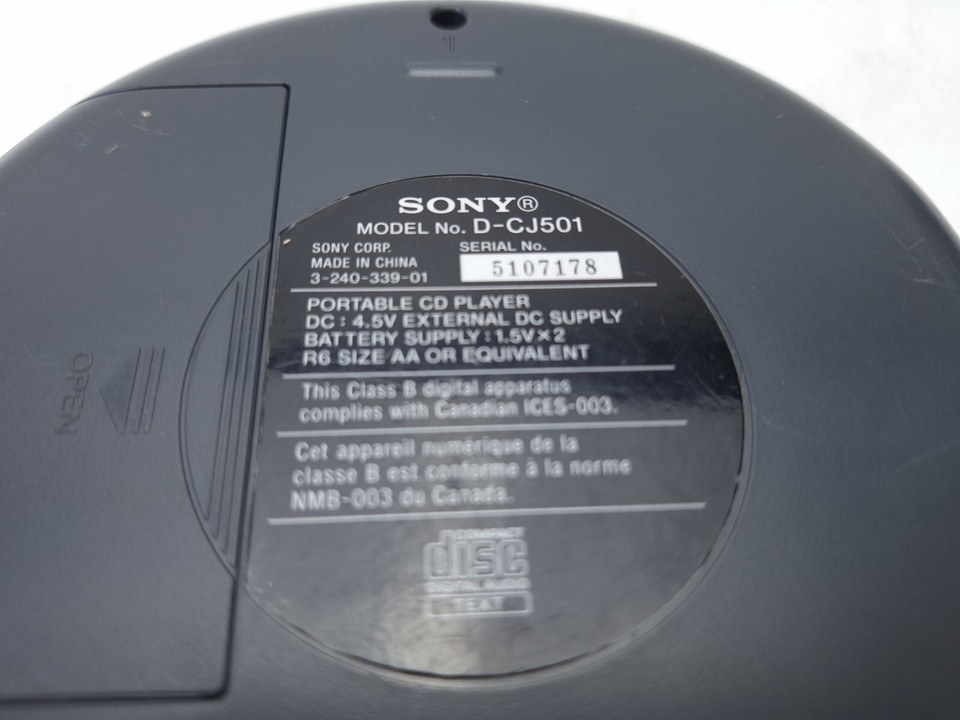 SONY®
MODEL No. D-CJ501
SONY CORP.
MADE IN CHINA
3-240-339-01
SERIAL No.
5107178
PORTABLE CD PLAYER
DC : 4.5V EXTERNAL DC SUPPLY
BATTERY SUPPLY : 1.5V×2
R6 SIZE AA OR EQUIVALENT
This Class B digital apparatus
complies with Canadian ICES-003.
Cet appareil numérique de la
classe B est conforme à la norme
NMB-003 du Canada.
COMPACT
disc
DIGITAL AUDIO
TEXT
OPEN